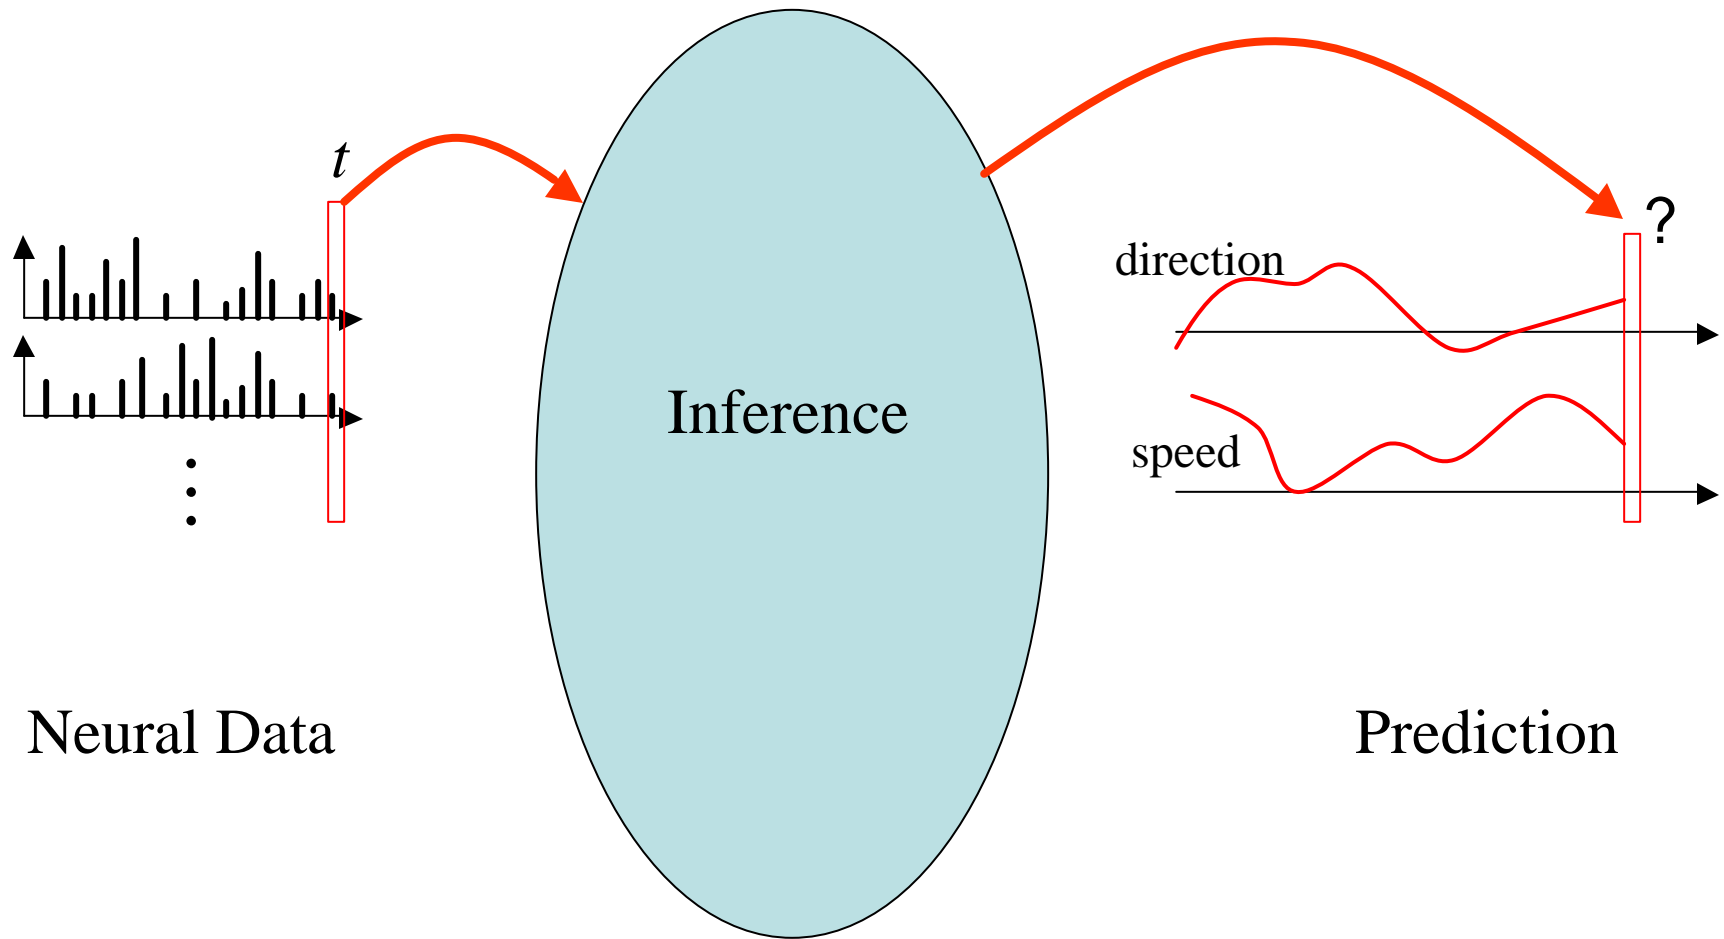 t
?
direction
Inference
speed
Neural Data
Prediction